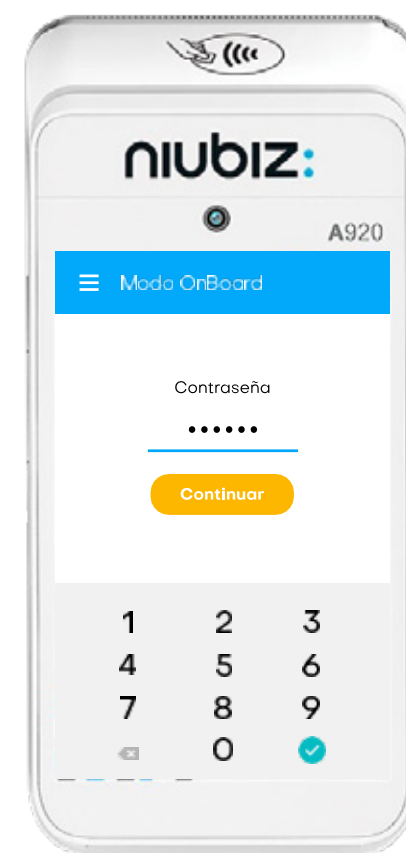 niubiz:
A920
Modo OnBoard
Contraseña
••••••
Continuar
1 2 3
4 5 6
7 8 9
0